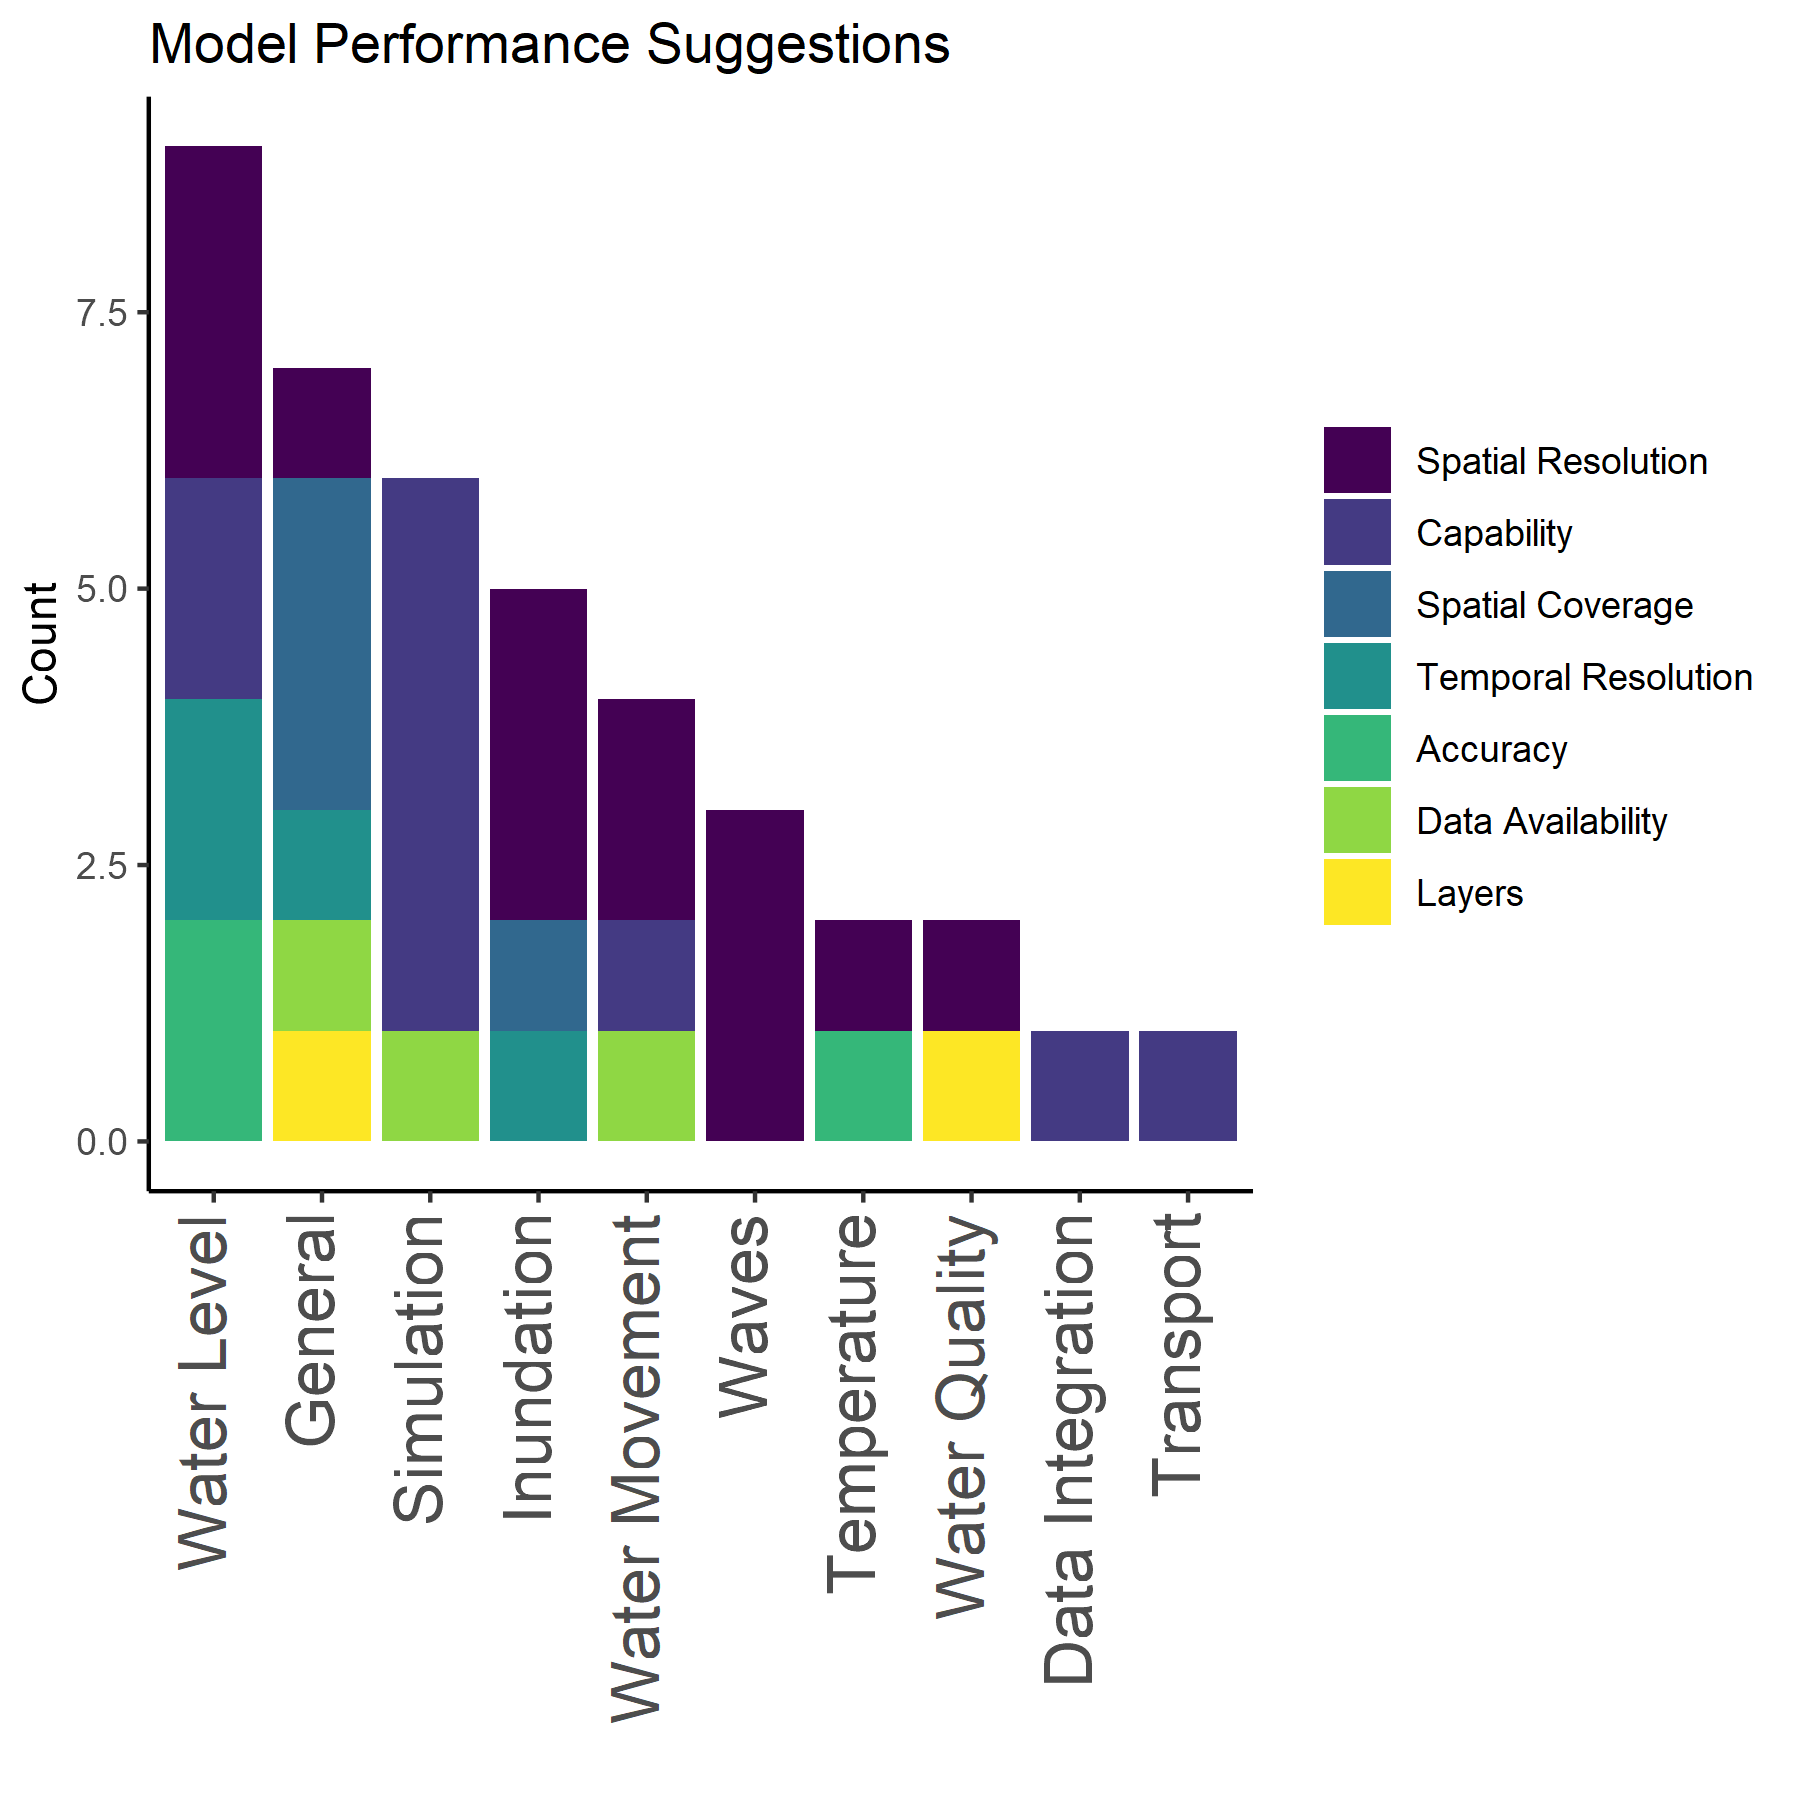 Model Performance Suggestions
Count
7.5
5.0
2.5
0.0
Water Level
General
Simulation
Inundation
Water Movement
Waves
Temperature
Water Quality
Data Integration
Transport
Spatial Resolution
Capability
Spatial Coverage
Temporal Resolution
Accuracy
Data Availability
Layers